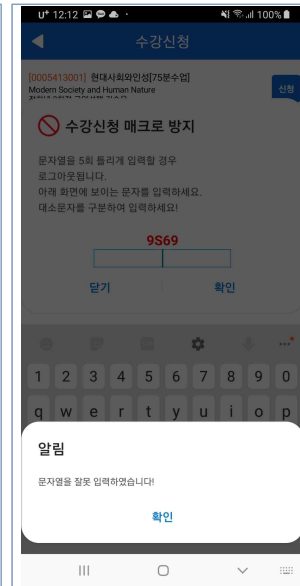 U⁺ 12:12 100%
수강신청
[0005413001] 현대사회와인성[75분수업]
Modern Society and Human Nature
신청
수강신청 매크로 방지
문자열을 5회 틀리게 입력할 경우
로그아웃됩니다.
아래 화면에 보이는 문자를 입력하세요.
대소문자를 구분하여 입력하세요!
9S69
닫기 확인
1 2 3 4 5 6 7 8 9 0
q w e r t y u i o p
알림
문자열을 잘못 입력하였습니다!
확인